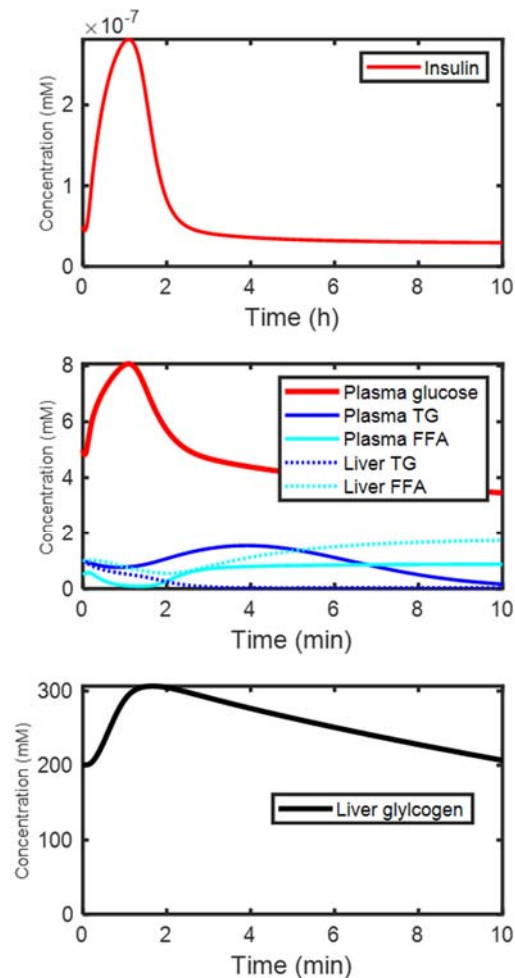 ×10⁻⁷
Insulin
Concentration (mM)
2
1
0
0 2 4 6 8 10
Time (h)
8
6
4
2
0
Concentration (mM)
Plasma glucose
Plasma TG
Plasma FFA
Liver TG
Liver FFA
0 2 4 6 8 10
Time (min)
300
200
100
0
Concentration (mM)
Liver glylcogen
0 2 4 6 8 10
Time (min)